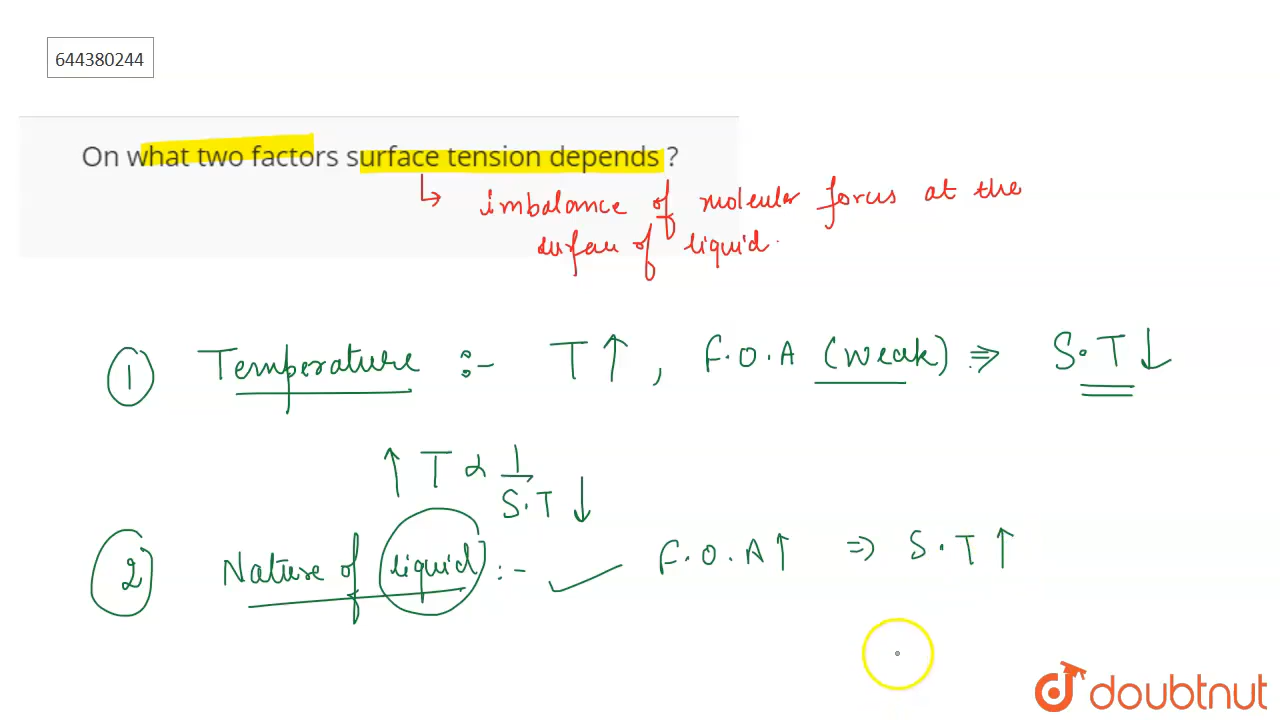 644380244
On what two factors surface tension depends ?
↳ imbalance of molecular forces at the
surface of liquid.
① Temperature :- T↑, F.O.A (weak) ⇒ S.T↓
↑ T ∝ 1/S.T ↓
② Nature of liquid :- ✓ F.O.A↑ ⇒ S.T↑
doubtnut